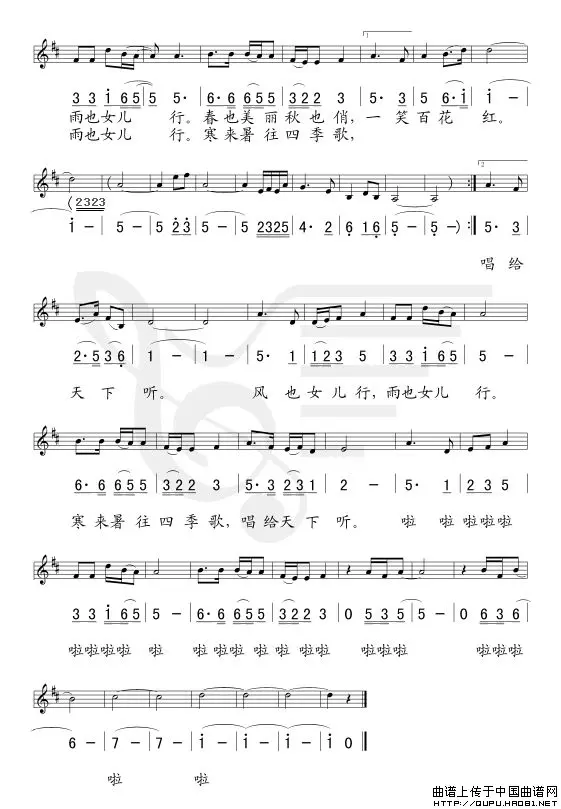 1.
3 3 i 6 5 | 5 5· | 6· 6 6 5 5 | 3 2 2 3 | 5· 3 | 5 6· i | i -
雨也女儿 行。春也美丽秋也俏,一笑百花 红。
雨也女儿 行。寒来暑往四季歌,
2.
(2323
i - | 5 - | 5 2 3 | 5 - | 5 2325 | 4· 2 | 6 1 6 | 5 - | 5 -) :| 5· 3
唱给
2· 5 3 6 | 1 - | 1 - | 5· 1 | 1 2 3 5 | 3 3 i 6 5 | 5 -
天下听。 风也女儿行,雨也女儿 行。
6· 6 6 5 5 | 3 2 2 3 | 5· 3 2 3 1 | 2 - | 5· 1 | 2 3 5
寒来暑往四季歌,唱给天下听。 啦 啦啦啦啦
3 3 i 6 5 | 5 - | 6· 6 6 5 5 | 3 2 2 3 | 0 5 3 5 | 5 - | 0 6 3 6
啦啦啦啦 啦 啦啦啦啦啦啦 啦啦啦 啦啦啦
6 - | 7 - | 7 - | i - | i - | i 0
啦 啦
曲谱上传于中国曲谱网
HTTP://QUPU.HAO81.NET